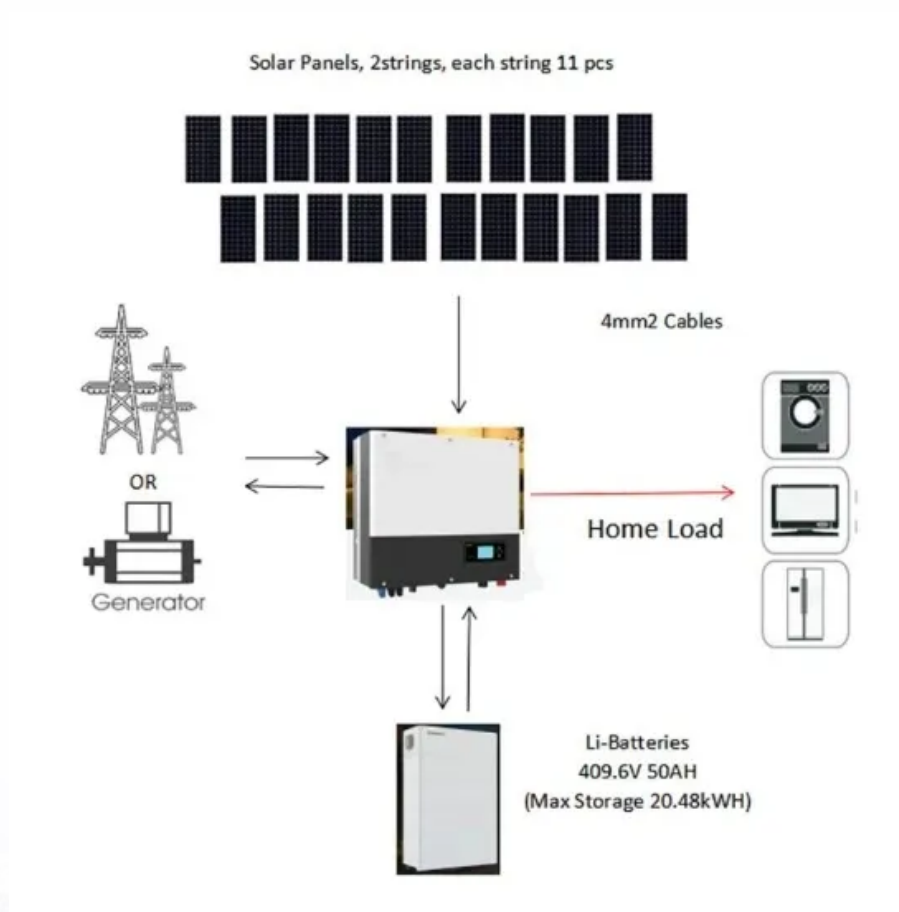 Solar Panels, 2strings, each string 11 pcs
4mm2 Cables
OR
Generator
Home Load
Li-Batteries
409.6V 50AH
(Max Storage 20.48kWH)